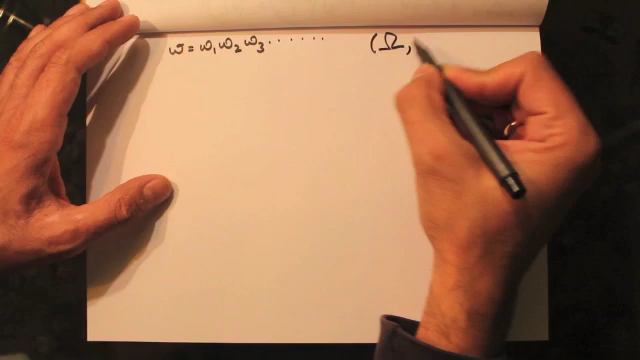 ω = ω₁ω₂ω₃ ....... (Ω,